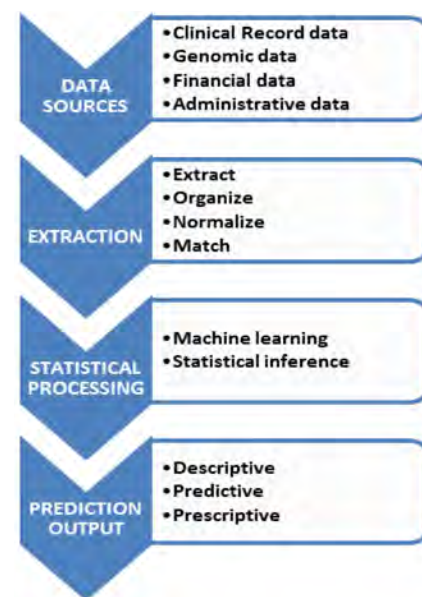 DATA
SOURCES
•Clinical Record data
•Genomic data
•Financial data
•Administrative data
EXTRACTION
•Extract
•Organize
•Normalize
•Match
STATISTICAL
PROCESSING
•Machine learning
•Statistical inference
PREDICTION
OUTPUT
•Descriptive
•Predictive
•Prescriptive